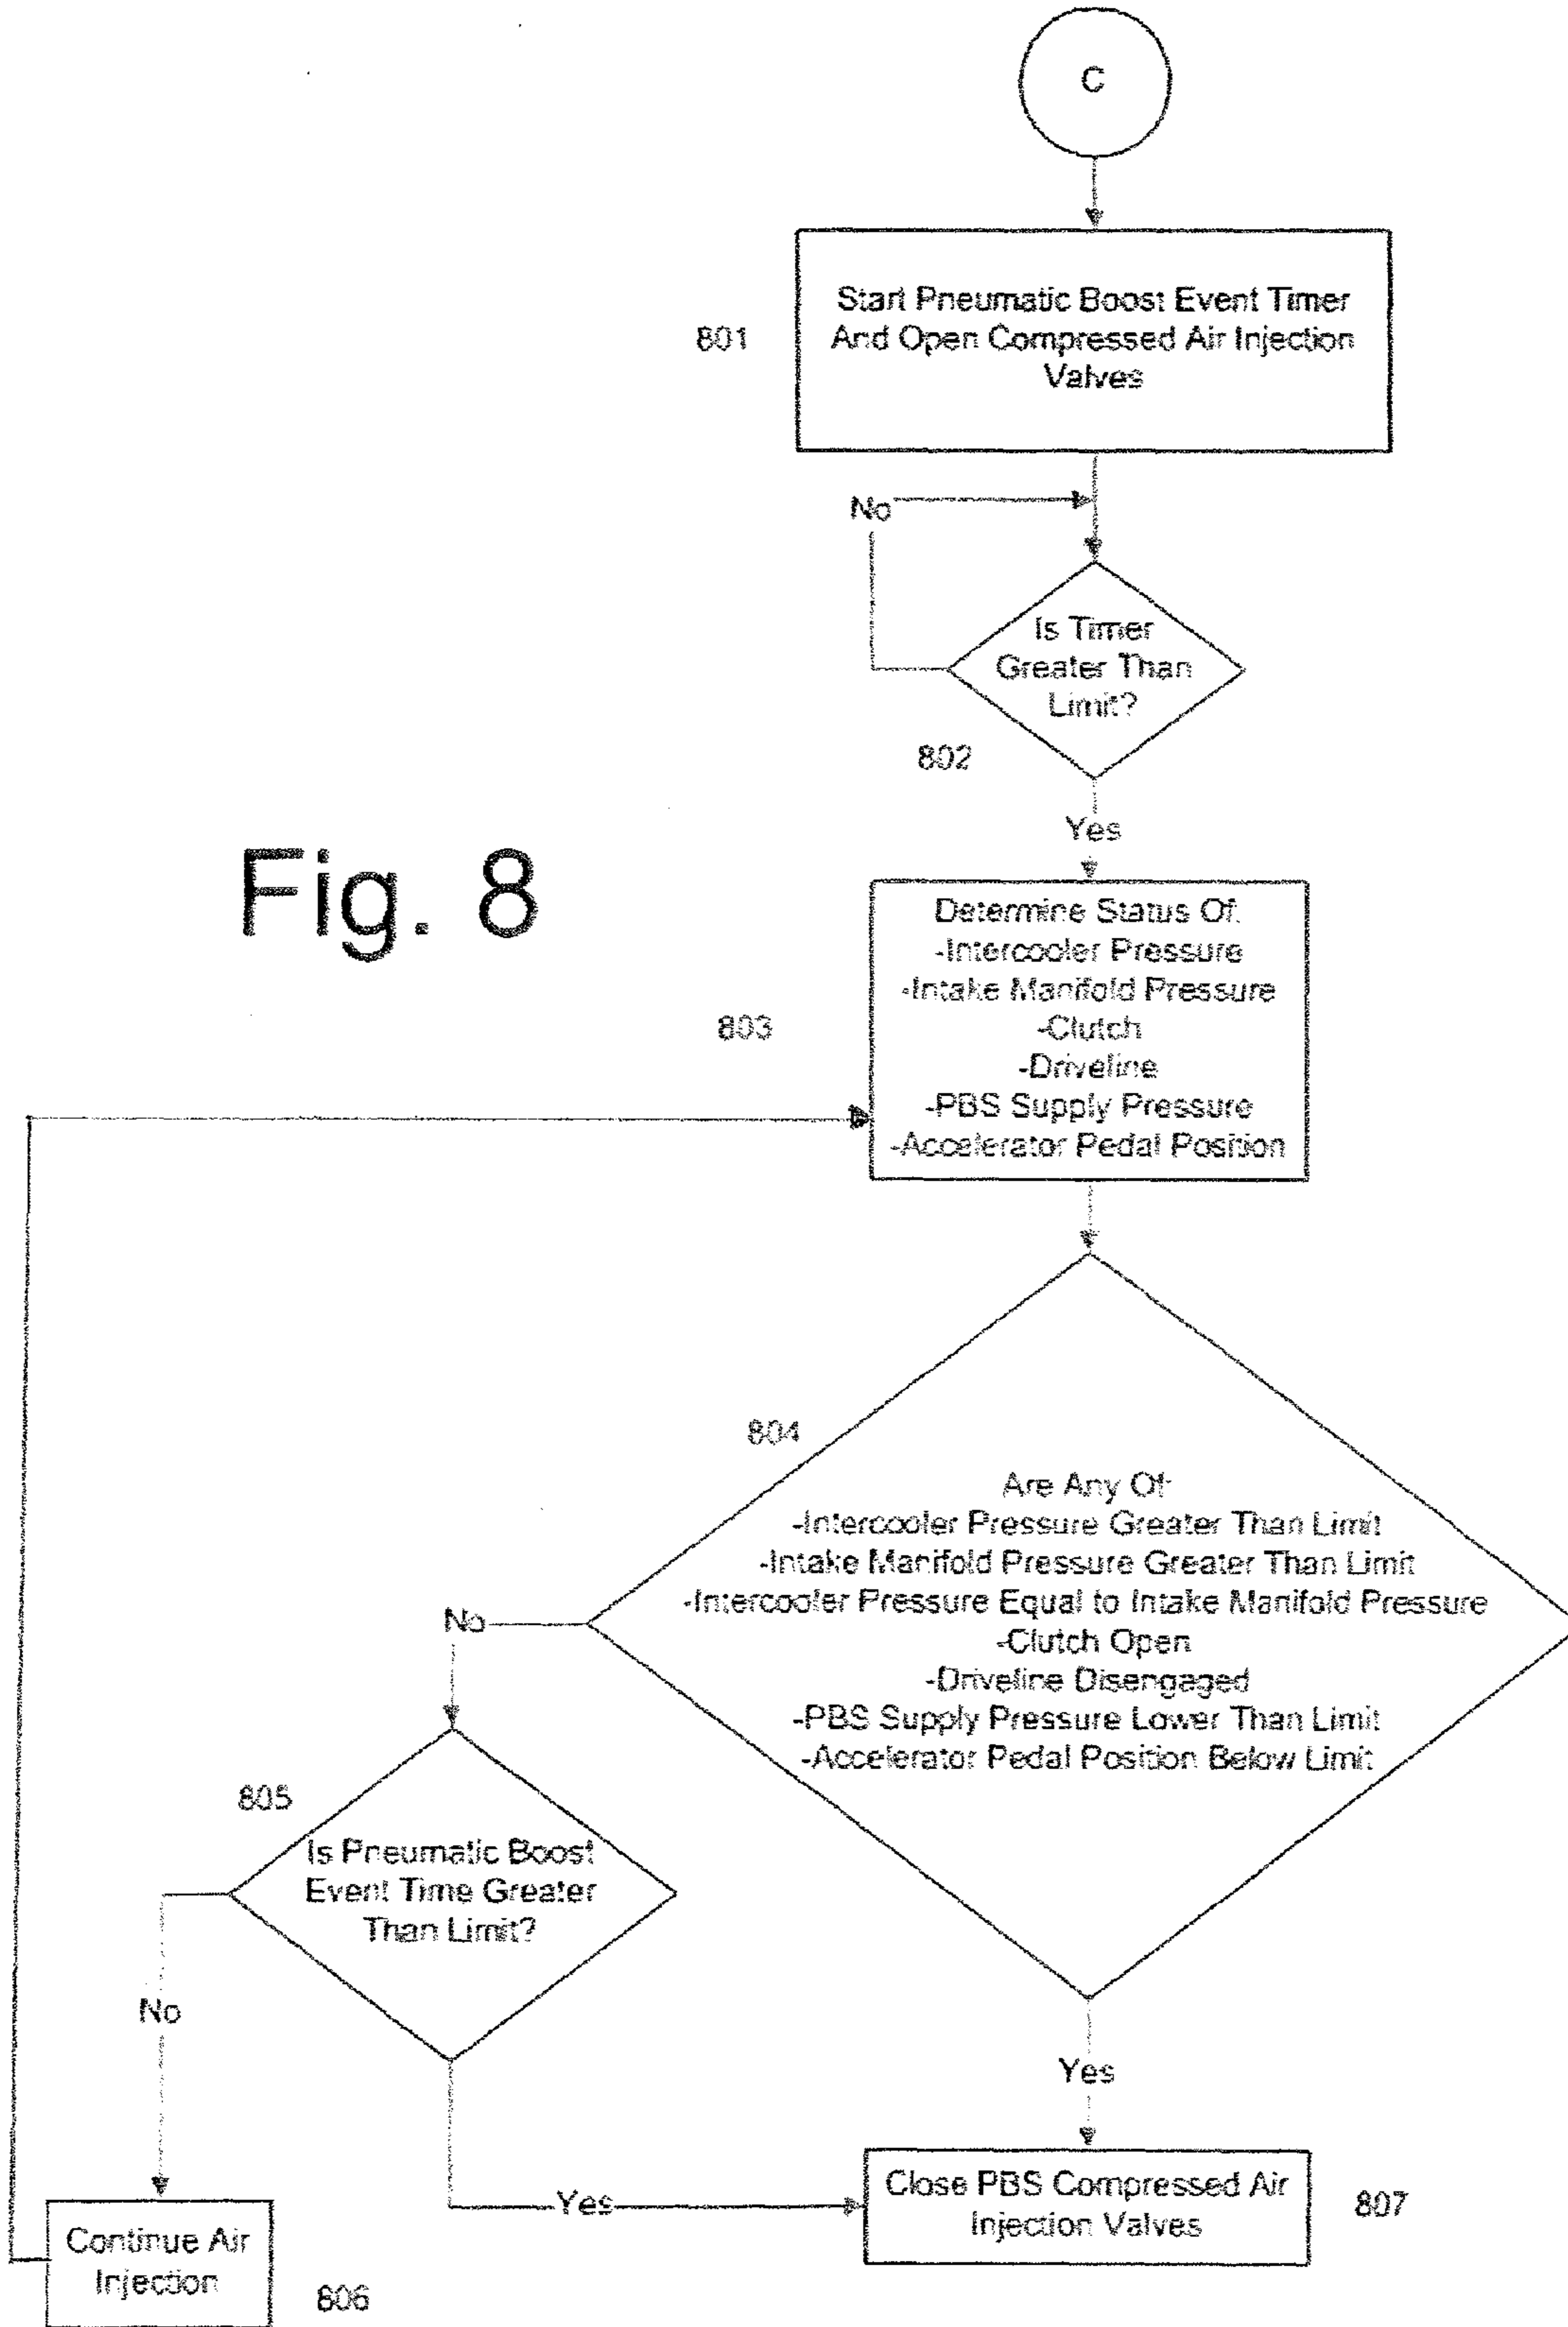 C
801
Start Pneumatic Boost Event Timer
And Open Compressed Air Injection
Valves
No
Is Timer
Greater Than
Limit?
802
Yes
Fig. 8
803
Determine Status Of:
-Intercooler Pressure
-Intake Manifold Pressure
-Clutch
-Driveline
-PBS Supply Pressure
-Accelerator Pedal Position
804
Are Any Of:
-Intercooler Pressure Greater Than Limit
-Intake Manifold Pressure Greater Than Limit
-Intercooler Pressure Equal to Intake Manifold Pressure
-Clutch Open
-Driveline Disengaged
-PBS Supply Pressure Lower Than Limit
-Accelerator Pedal Position Below Limit
No
805
Is Pneumatic Boost
Event Time Greater
Than Limit?
No
Yes
Yes
Continue Air
Injection
806
Close PBS Compressed Air
Injection Valves
807